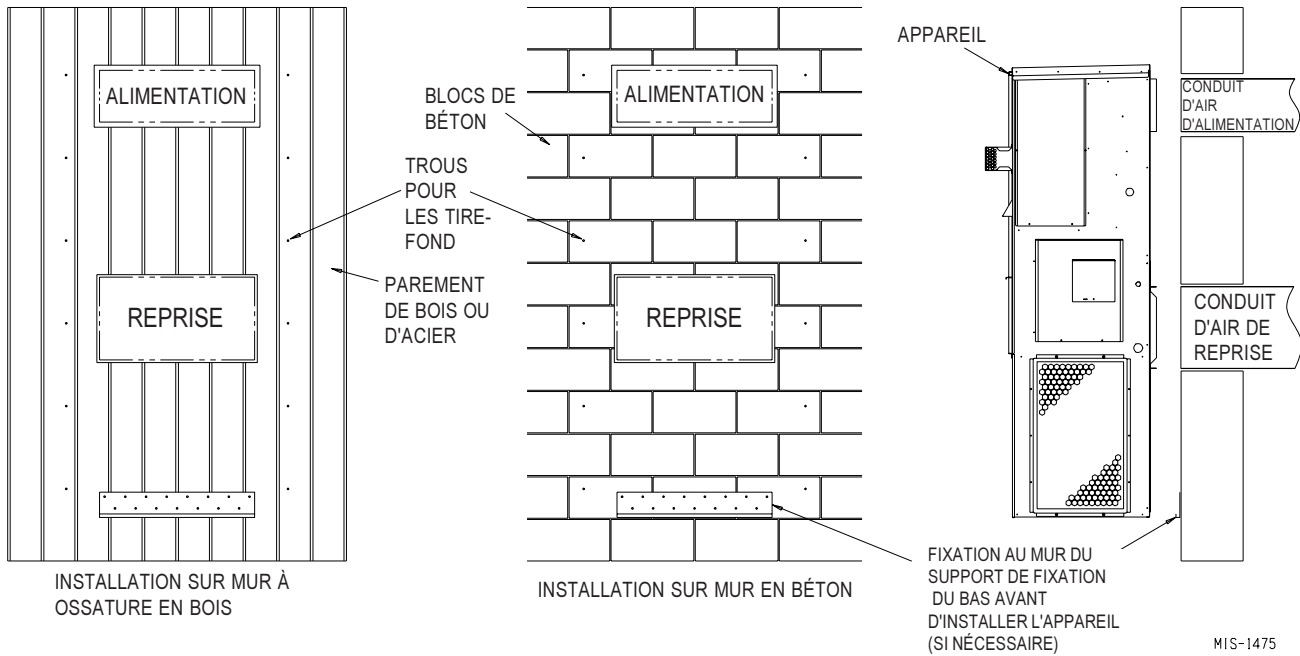 ALIMENTATION
REPRISE
INSTALLATION SUR MUR À
OSSATURE EN BOIS
BLOCS DE
BÉTON
TROUS
POUR
LES TIRE-
FOND
PAREMENT
DE BOIS OU
D'ACIER
ALIMENTATION
REPRISE
INSTALLATION SUR MUR EN BÉTON
APPAREIL
CONDUIT
D'AIR
D'ALIMENTATION
CONDUIT
D'AIR DE
REPRISE
FIXATION AU MUR DU
SUPPORT DE FIXATION
DU BAS AVANT
D'INSTALLER L'APPAREIL
(SI NÉCESSAIRE)
MIS-1475